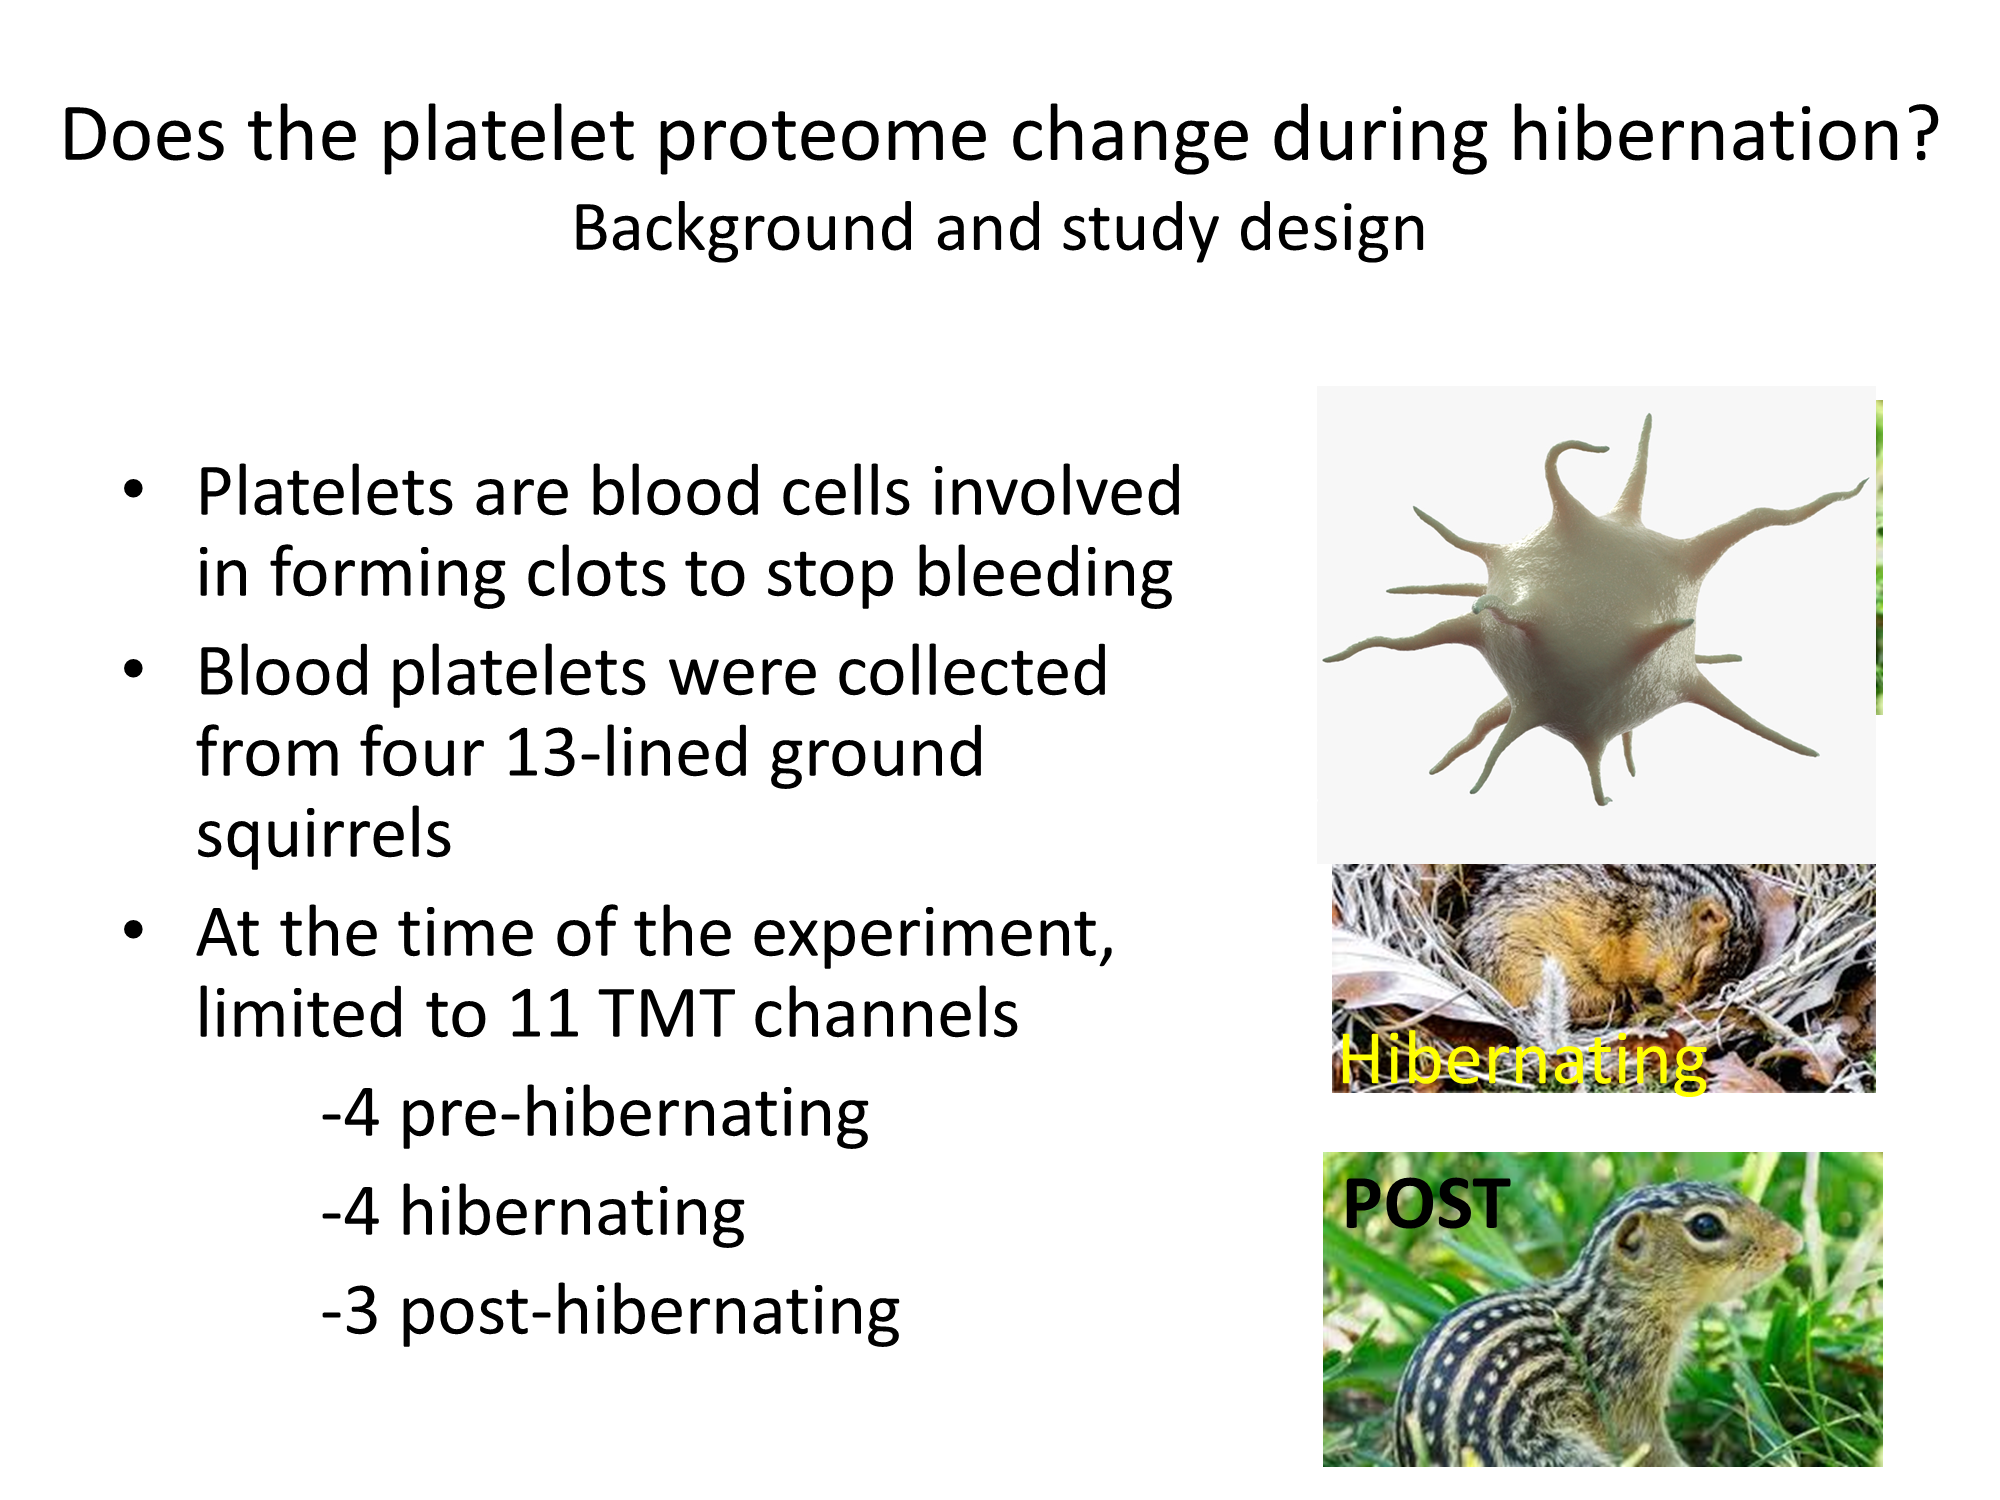 Does the platelet proteome change during hibernation?
Background and study design
• Platelets are blood cells involved
in forming clots to stop bleeding
• Blood platelets were collected
from four 13-lined ground
squirrels
• At the time of the experiment,
limited to 11 TMT channels
-4 pre-hibernating
-4 hibernating
-3 post-hibernating
Hibernating
POST